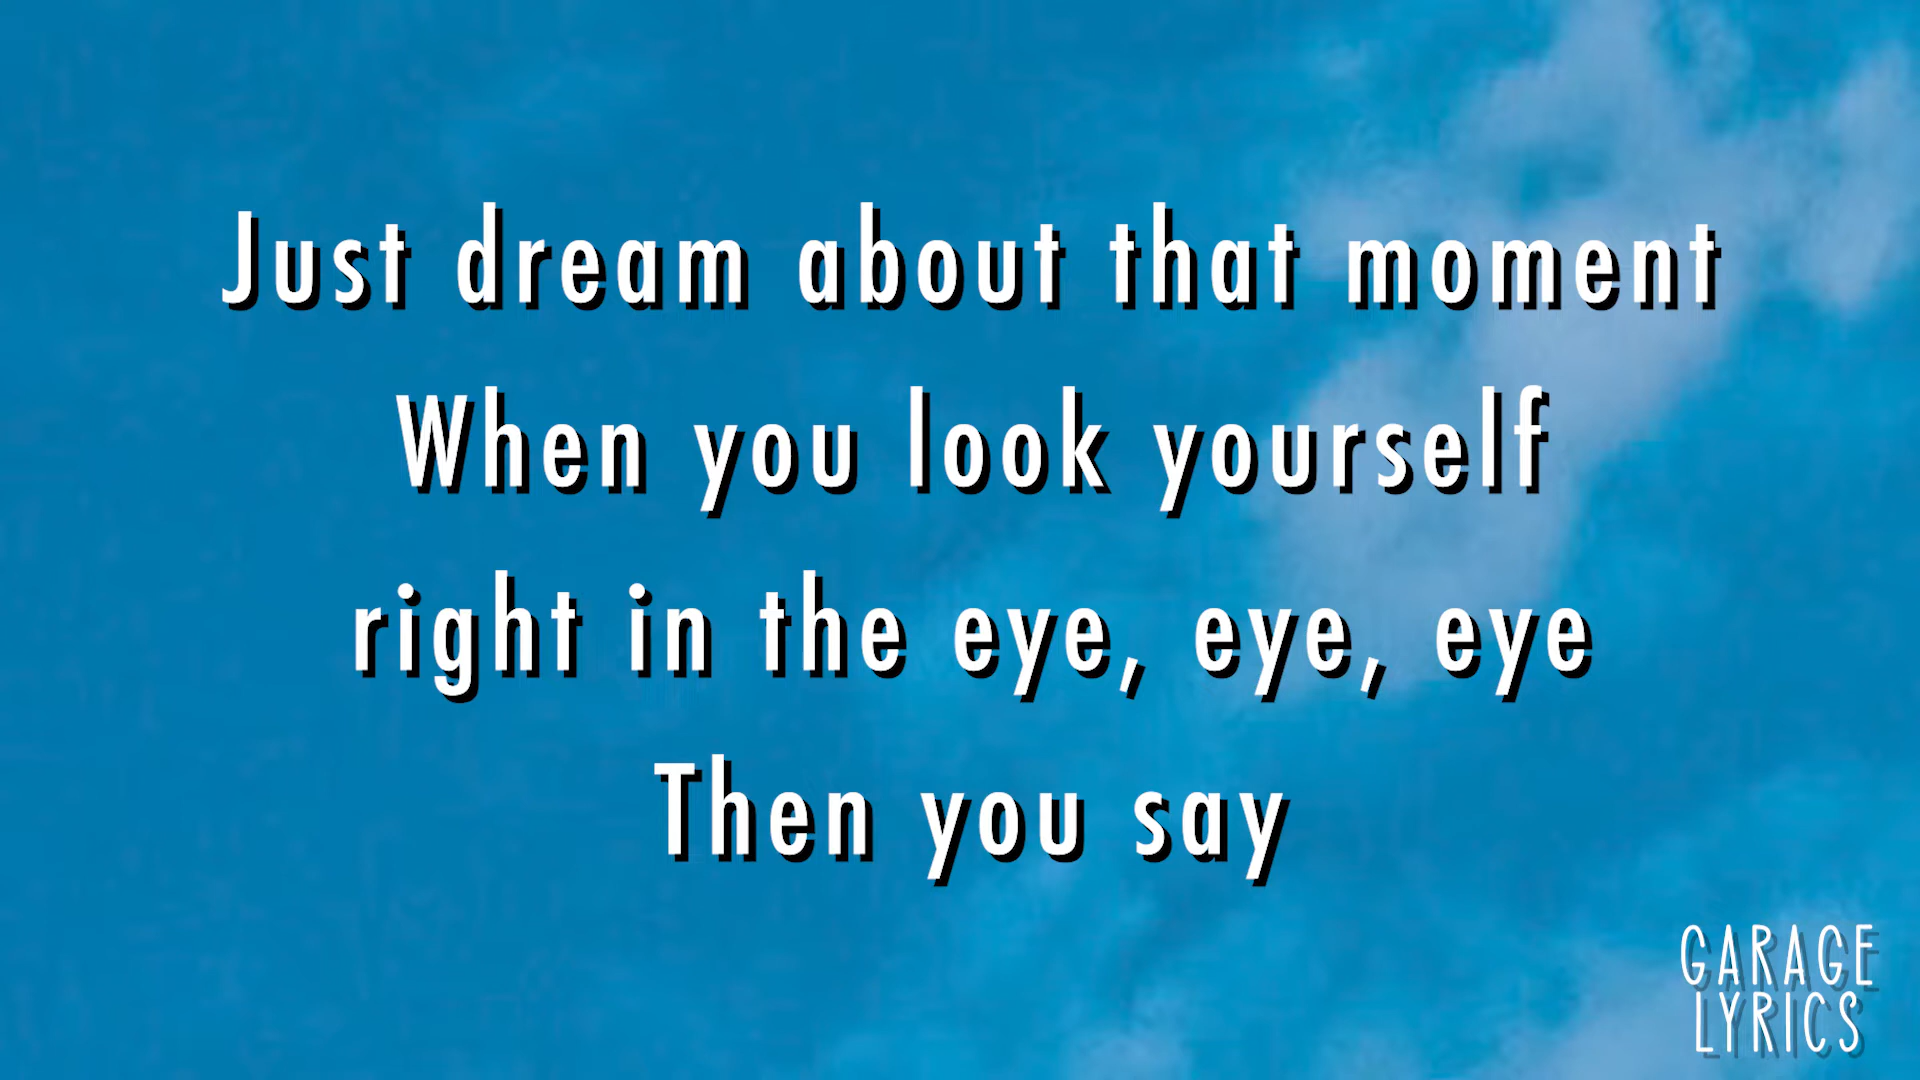 Just dream about that moment
When you look yourself
right in the eye, eye, eye
Then you say
GARAGE
LYRICS